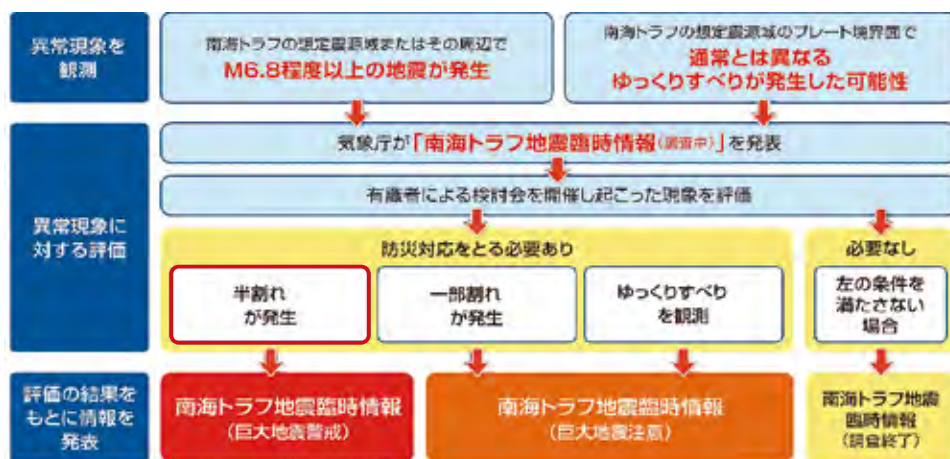 異常現象を
観測
南海トラフの想定震源域またはその周辺で
M6.8程度以上の地震が発生
南海トラフの想定震源域のプレート境界面で
通常とは異なる
ゆっくりすべりが発生した可能性
異常現象に
対する評価
気象庁が「南海トラフ地震臨時情報(調査中)」を発表
有識者による検討会を開催し起こった現象を評価
防災対応をとる必要あり
半割れ
が発生
一部割れ
が発生
ゆっくりすべり
を観測
必要なし
左の条件を
満たさない
場合
評価の結果を
もとに情報を
発表
南海トラフ地震臨時情報
(巨大地震警戒)
南海トラフ地震臨時情報
(巨大地震注意)
南海トラフ地震
臨時情報
(調査終了)